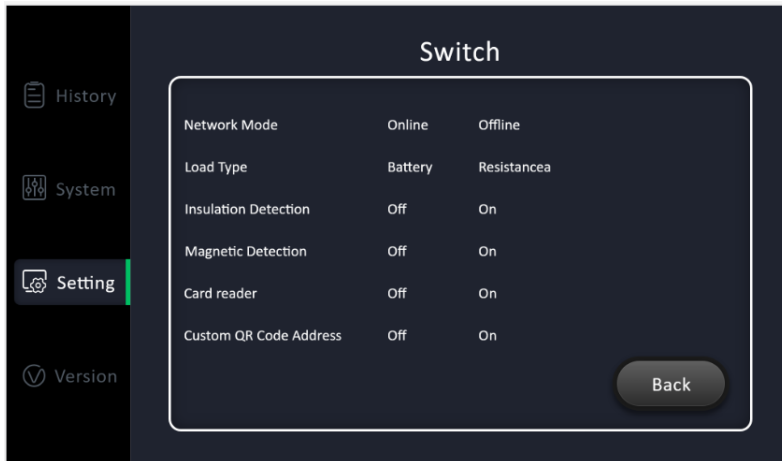 Switch
History
System
Setting
Version
Network Mode Online Offline
Load Type Battery Resistancea
Insulation Detection Off On
Magnetic Detection Off On
Card reader Off On
Custom QR Code Address Off On
Back